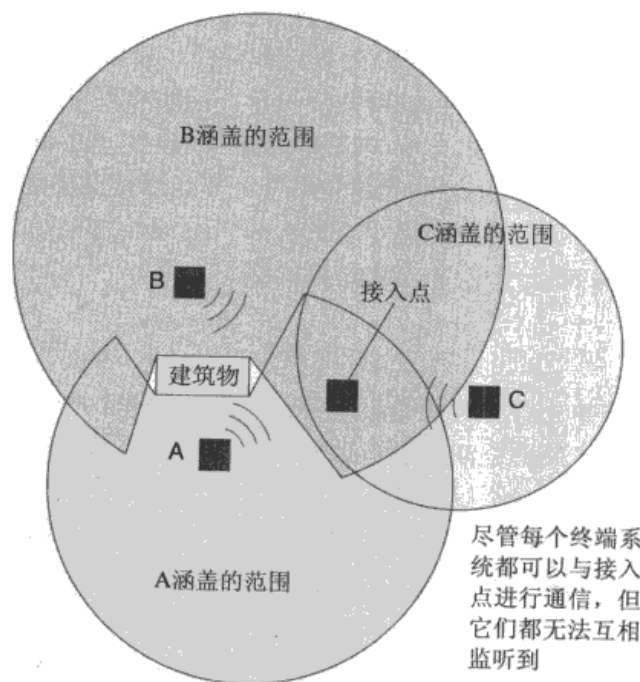 B涵盖的范围
C涵盖的范围
接入点
B
建筑物
C
A
A涵盖的范围
尽管每个终端系
统都可以与接入
点进行通信，但
它们都无法互相
监听到